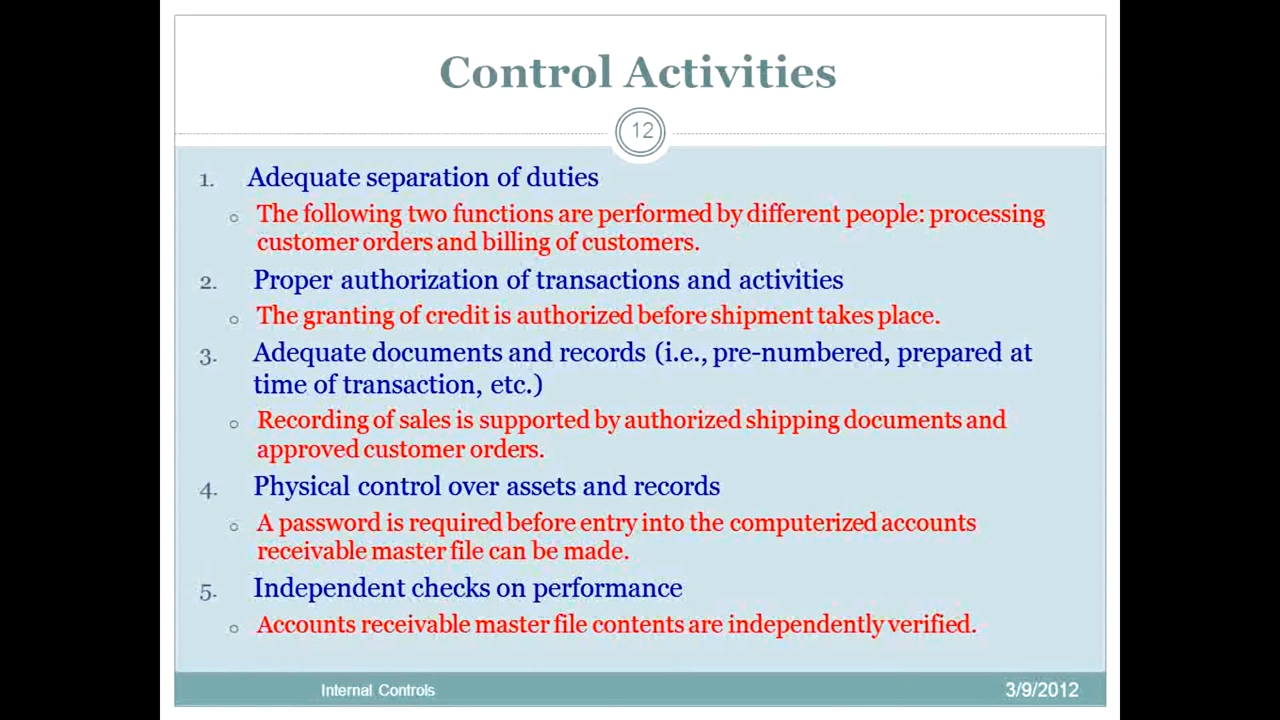 Control Activities
12
1. Adequate separation of duties
o The following two functions are performed by different people: processing
customer orders and billing of customers.
2. Proper authorization of transactions and activities
o The granting of credit is authorized before shipment takes place.
3. Adequate documents and records (i.e., pre-numbered, prepared at
time of transaction, etc.)
o Recording of sales is supported by authorized shipping documents and
approved customer orders.
4. Physical control over assets and records
o A password is required before entry into the computerized accounts
receivable master file can be made.
5. Independent checks on performance
o Accounts receivable master file contents are independently verified.
Internal Controls 3/9/2012